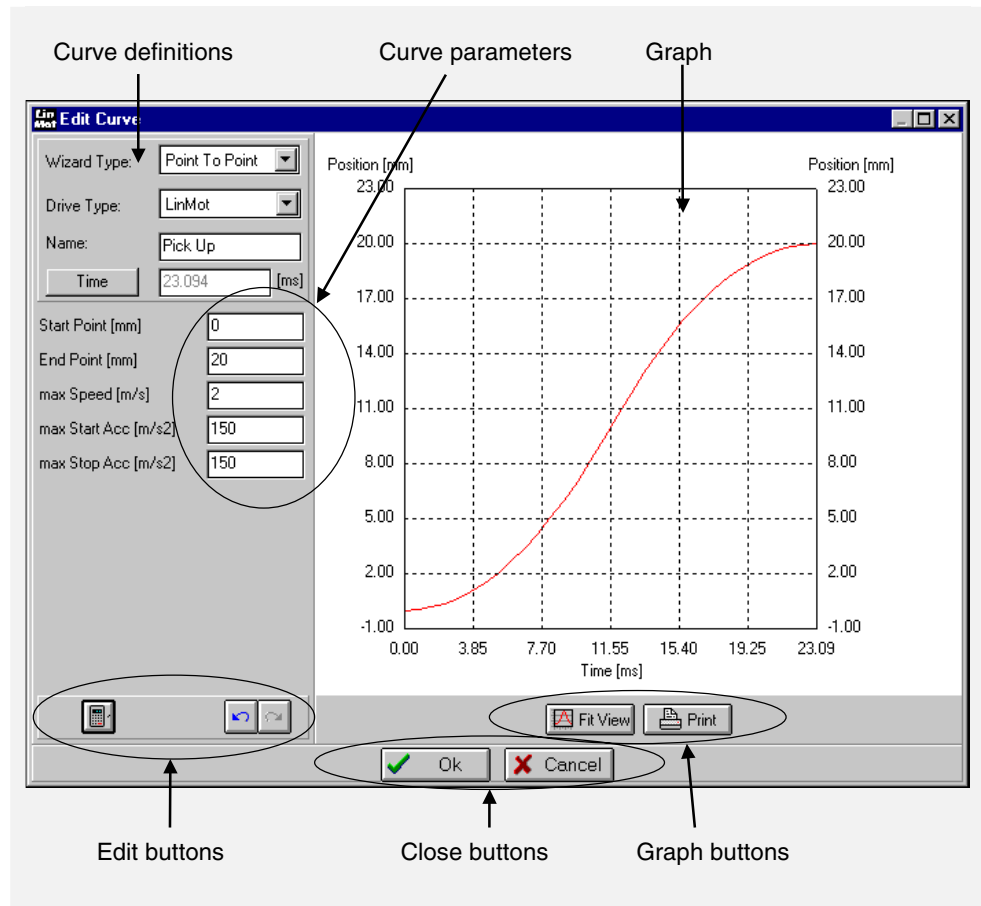 Curve definitions Curve parameters Graph
Lin Mot Edit Curve
Wizard Type: Point To Point
Drive Type: LinMot
Name: Pick Up
Time 23.094 [ms]
Start Point [mm] 0
End Point [mm] 20
max Speed [m/s] 2
max Start Acc [m/s2] 150
max Stop Acc [m/s2] 150
Position [mm] Position [mm]
23.00 23.00
20.00 20.00
17.00 17.00
14.00 14.00
11.00 11.00
8.00 8.00
5.00 5.00
2.00 2.00
-1.00 -1.00
0.00 3.85 7.70 11.55 15.40 19.25 23.09
Time [ms]
Fit View Print
Ok Cancel
Edit buttons Close buttons Graph buttons